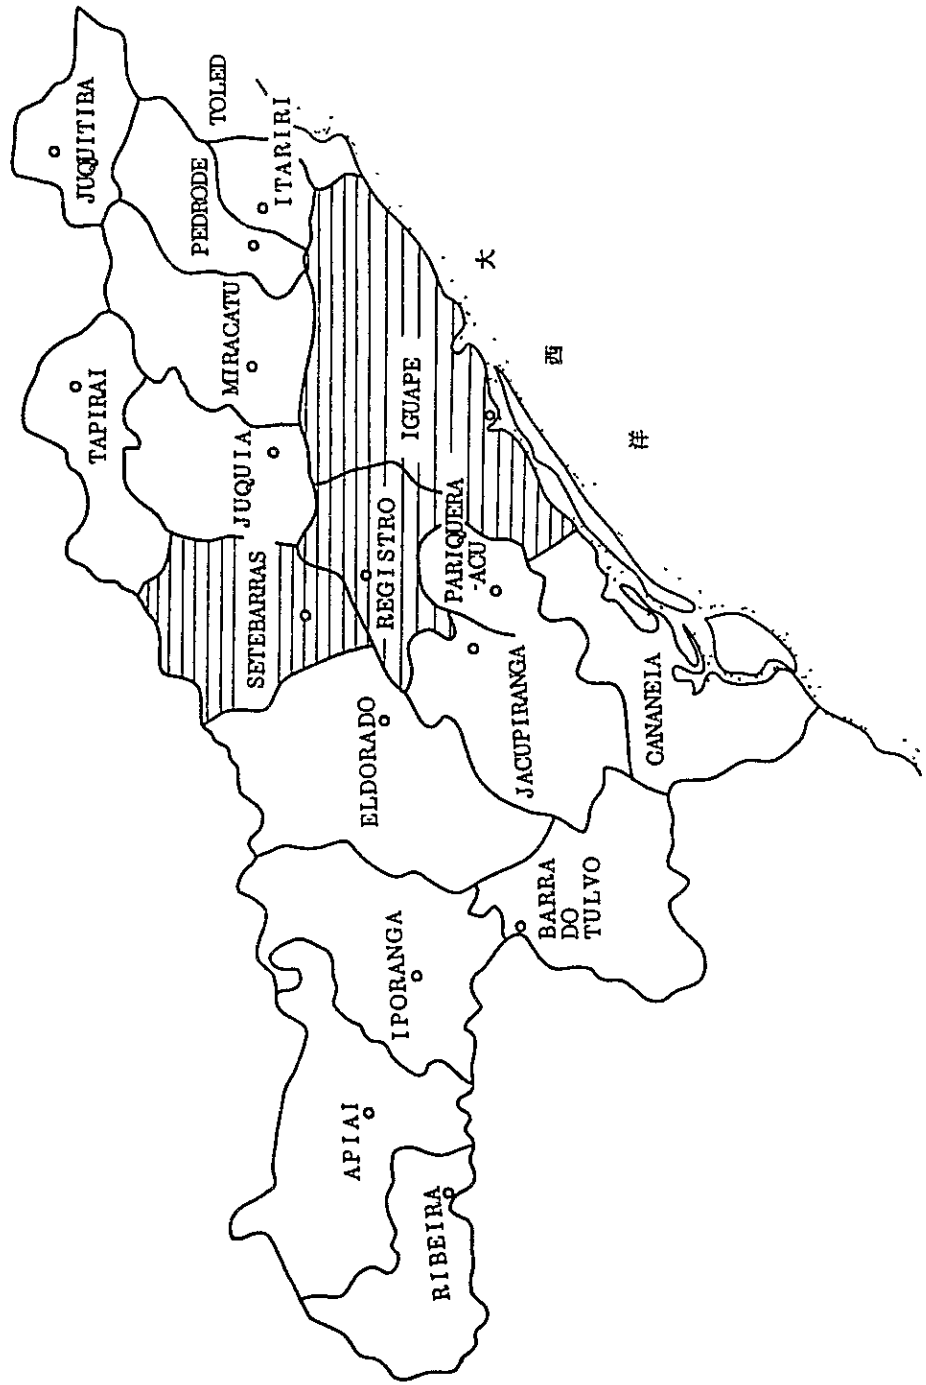 JUQUITIBA
TOLED
PEDRODE
ITARIRI
TAPIRAI
MIRACATU
JUQUIA
SETEBARRAS
IGUAPE
REGISTRO
PARIQUERA
-ACU
ELDORADO
JACUPIRANGA
CANANEIA
IPORANGA
BARRA
DO
TULVO
APIAI
RIBEIRA
大
西
洋